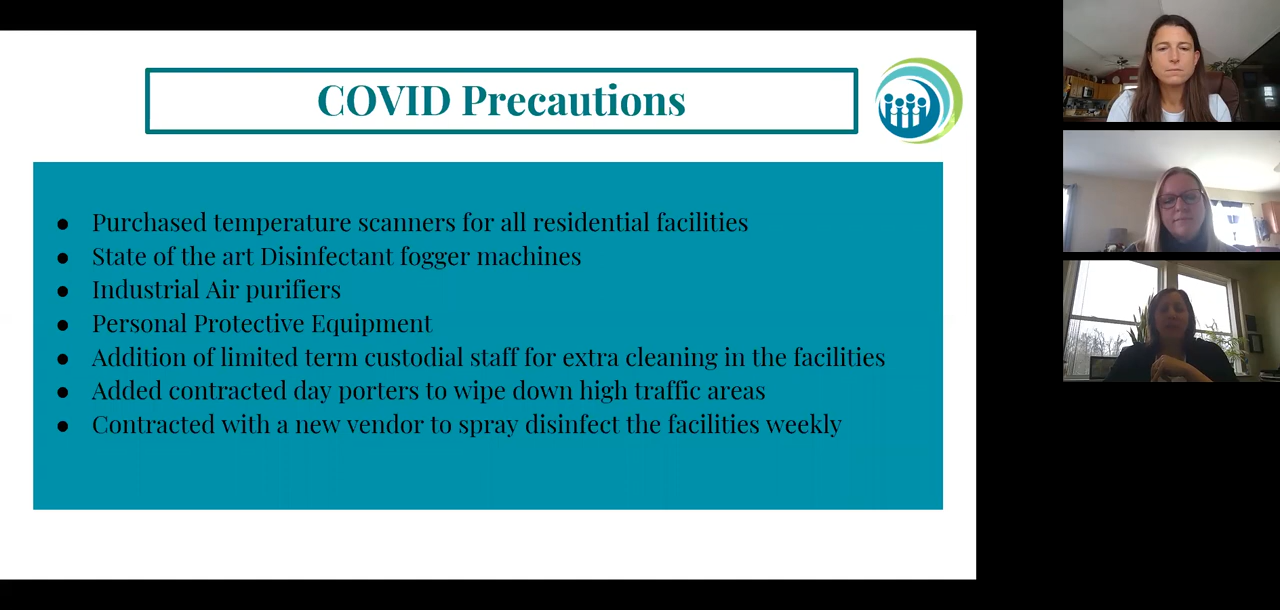 COVID Precautions
● Purchased temperature scanners for all residential facilities
● State of the art Disinfectant fogger machines
● Industrial Air purifiers
● Personal Protective Equipment
● Addition of limited term custodial staff for extra cleaning in the facilities
● Added contracted day porters to wipe down high traffic areas
● Contracted with a new vendor to spray disinfect the facilities weekly